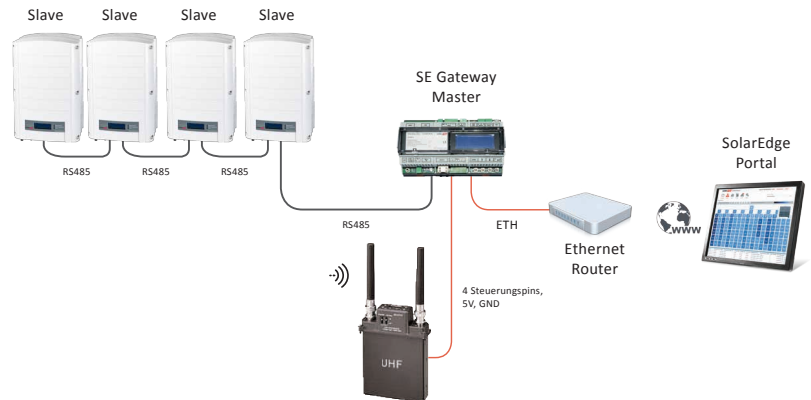 Slave
Slave
Slave
Slave
RS485
RS485
RS485
SE Gateway
Master
RS485
ETH
Ethernet
Router
www
SolarEdge
Portal
4 Steuerungspins,
5V, GND
UHF